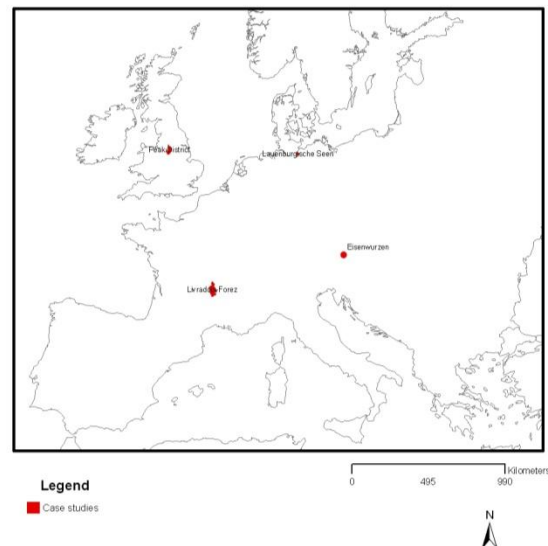 Peak District
Lauenburgische Seen
Eisenwurzen
Livradois-Forez
Kilometers
0 495 990
Legend
Case studies
N